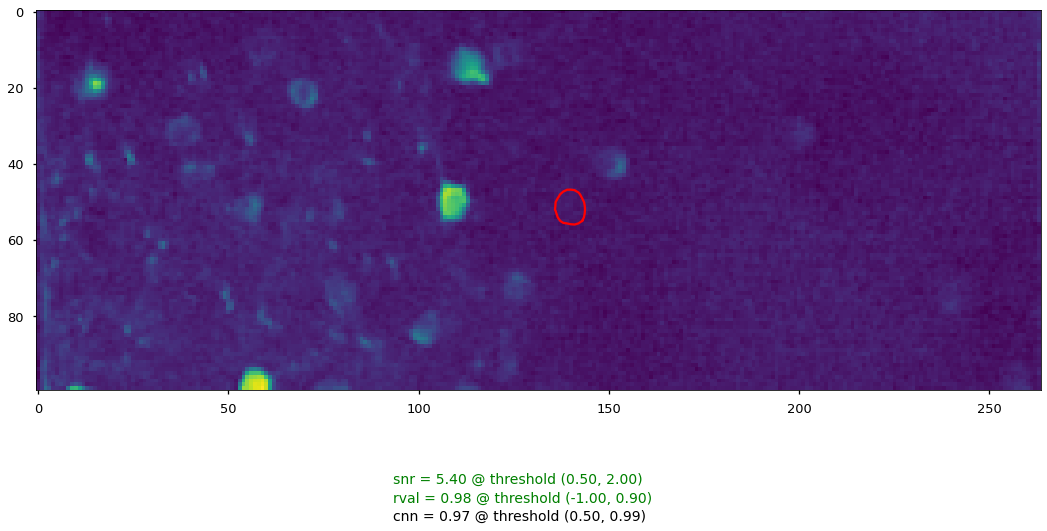 0
20
40
60
80
0 50 100 150 200 250
snr = 5.40 @ threshold (0.50, 2.00)
rval = 0.98 @ threshold (-1.00, 0.90)
cnn = 0.97 @ threshold (0.50, 0.99)